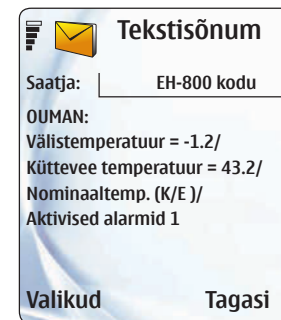 Tekstisõnum
Saatja: EH-800 kodu
OUMAN:
Välistemperatuur = -1.2/
Küttevee temperatuur = 43.2/
Nominaaltemp. (K/E )/
Aktivised alarmid 1
Valikud Tagasi